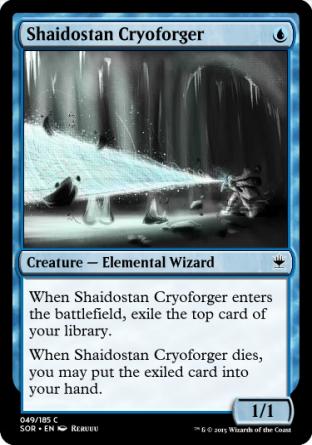 Shaidostan Cryoforger
Creature — Elemental Wizard
When Shaidostan Cryoforger enters
the battlefield, exile the top card of
your library.
When Shaidostan Cryoforger dies,
you may put the exiled card into
your hand.
1/1
049/185 C
SOR • EN Reruu
™ & © 2015 Wizards of the Coast